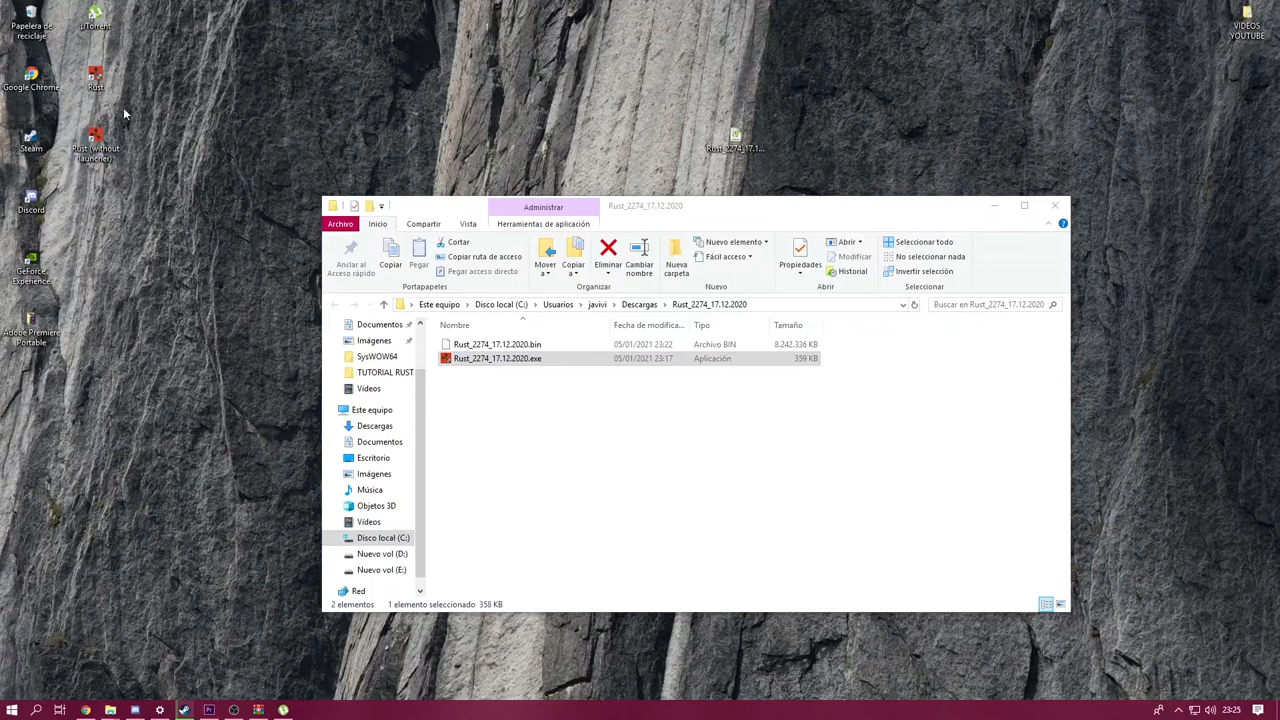 Papelera de
reciclaje
µTorrent
VIDEOS
YOUTUBE
Google Chrome
Rust
Steam
Rust (without
launcher)
Rust_2274_17.1...
Discord
GeForce
Experience
Adobe Premiere
Portable
Administrar
Rust_2274_17.12.2020
Archivo
Inicio
Compartir
Vista
Herramientas de aplicación
Anclar al
Acceso rápido
Copiar
Pegar
Cortar
Copiar ruta de acceso
Pegar acceso directo
Portapapeles
Mover
a
Copiar
a
Eliminar
Cambiar
nombre
Organizar
Nueva
carpeta
Nuevo elemento
Fácil acceso
Nuevo
Propiedades
Abrir
Modificar
Historial
Abrir
Seleccionar todo
No seleccionar nada
Invertir selección
Seleccionar
Este equipo > Disco local (C:) > Usuarios > javivi > Descargas > Rust_2274_17.12.2020
Buscar en Rust_2274_17.12.2020
Documentos
Imágenes
SysWOW64
TUTORIAL RUST
Vídeos
Este equipo
Descargas
Documentos
Escritorio
Imágenes
Música
Objetos 3D
Vídeos
Disco local (C:)
Nuevo vol (D:)
Nuevo vol (E:)
Red
Nombre Fecha de modifica... Tipo Tamaño
Rust_2274_17.12.2020.bin 05/01/2021 23:22 Archivo BIN 8.242.336 KB
Rust_2274_17.12.2020.exe 05/01/2021 23:17 Aplicación 359 KB
2 elementos 1 elemento seleccionado 358 KB
Pr
23:25